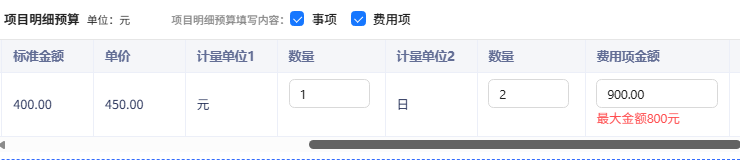 项目明细预算 单位：元 项目明细预算填写内容： 事项 费用项
标准金额 单价 计量单位1 数量 计量单位2 数量 费用项金额
400.00 450.00 元 1 日 2 900.00
最大金额800元